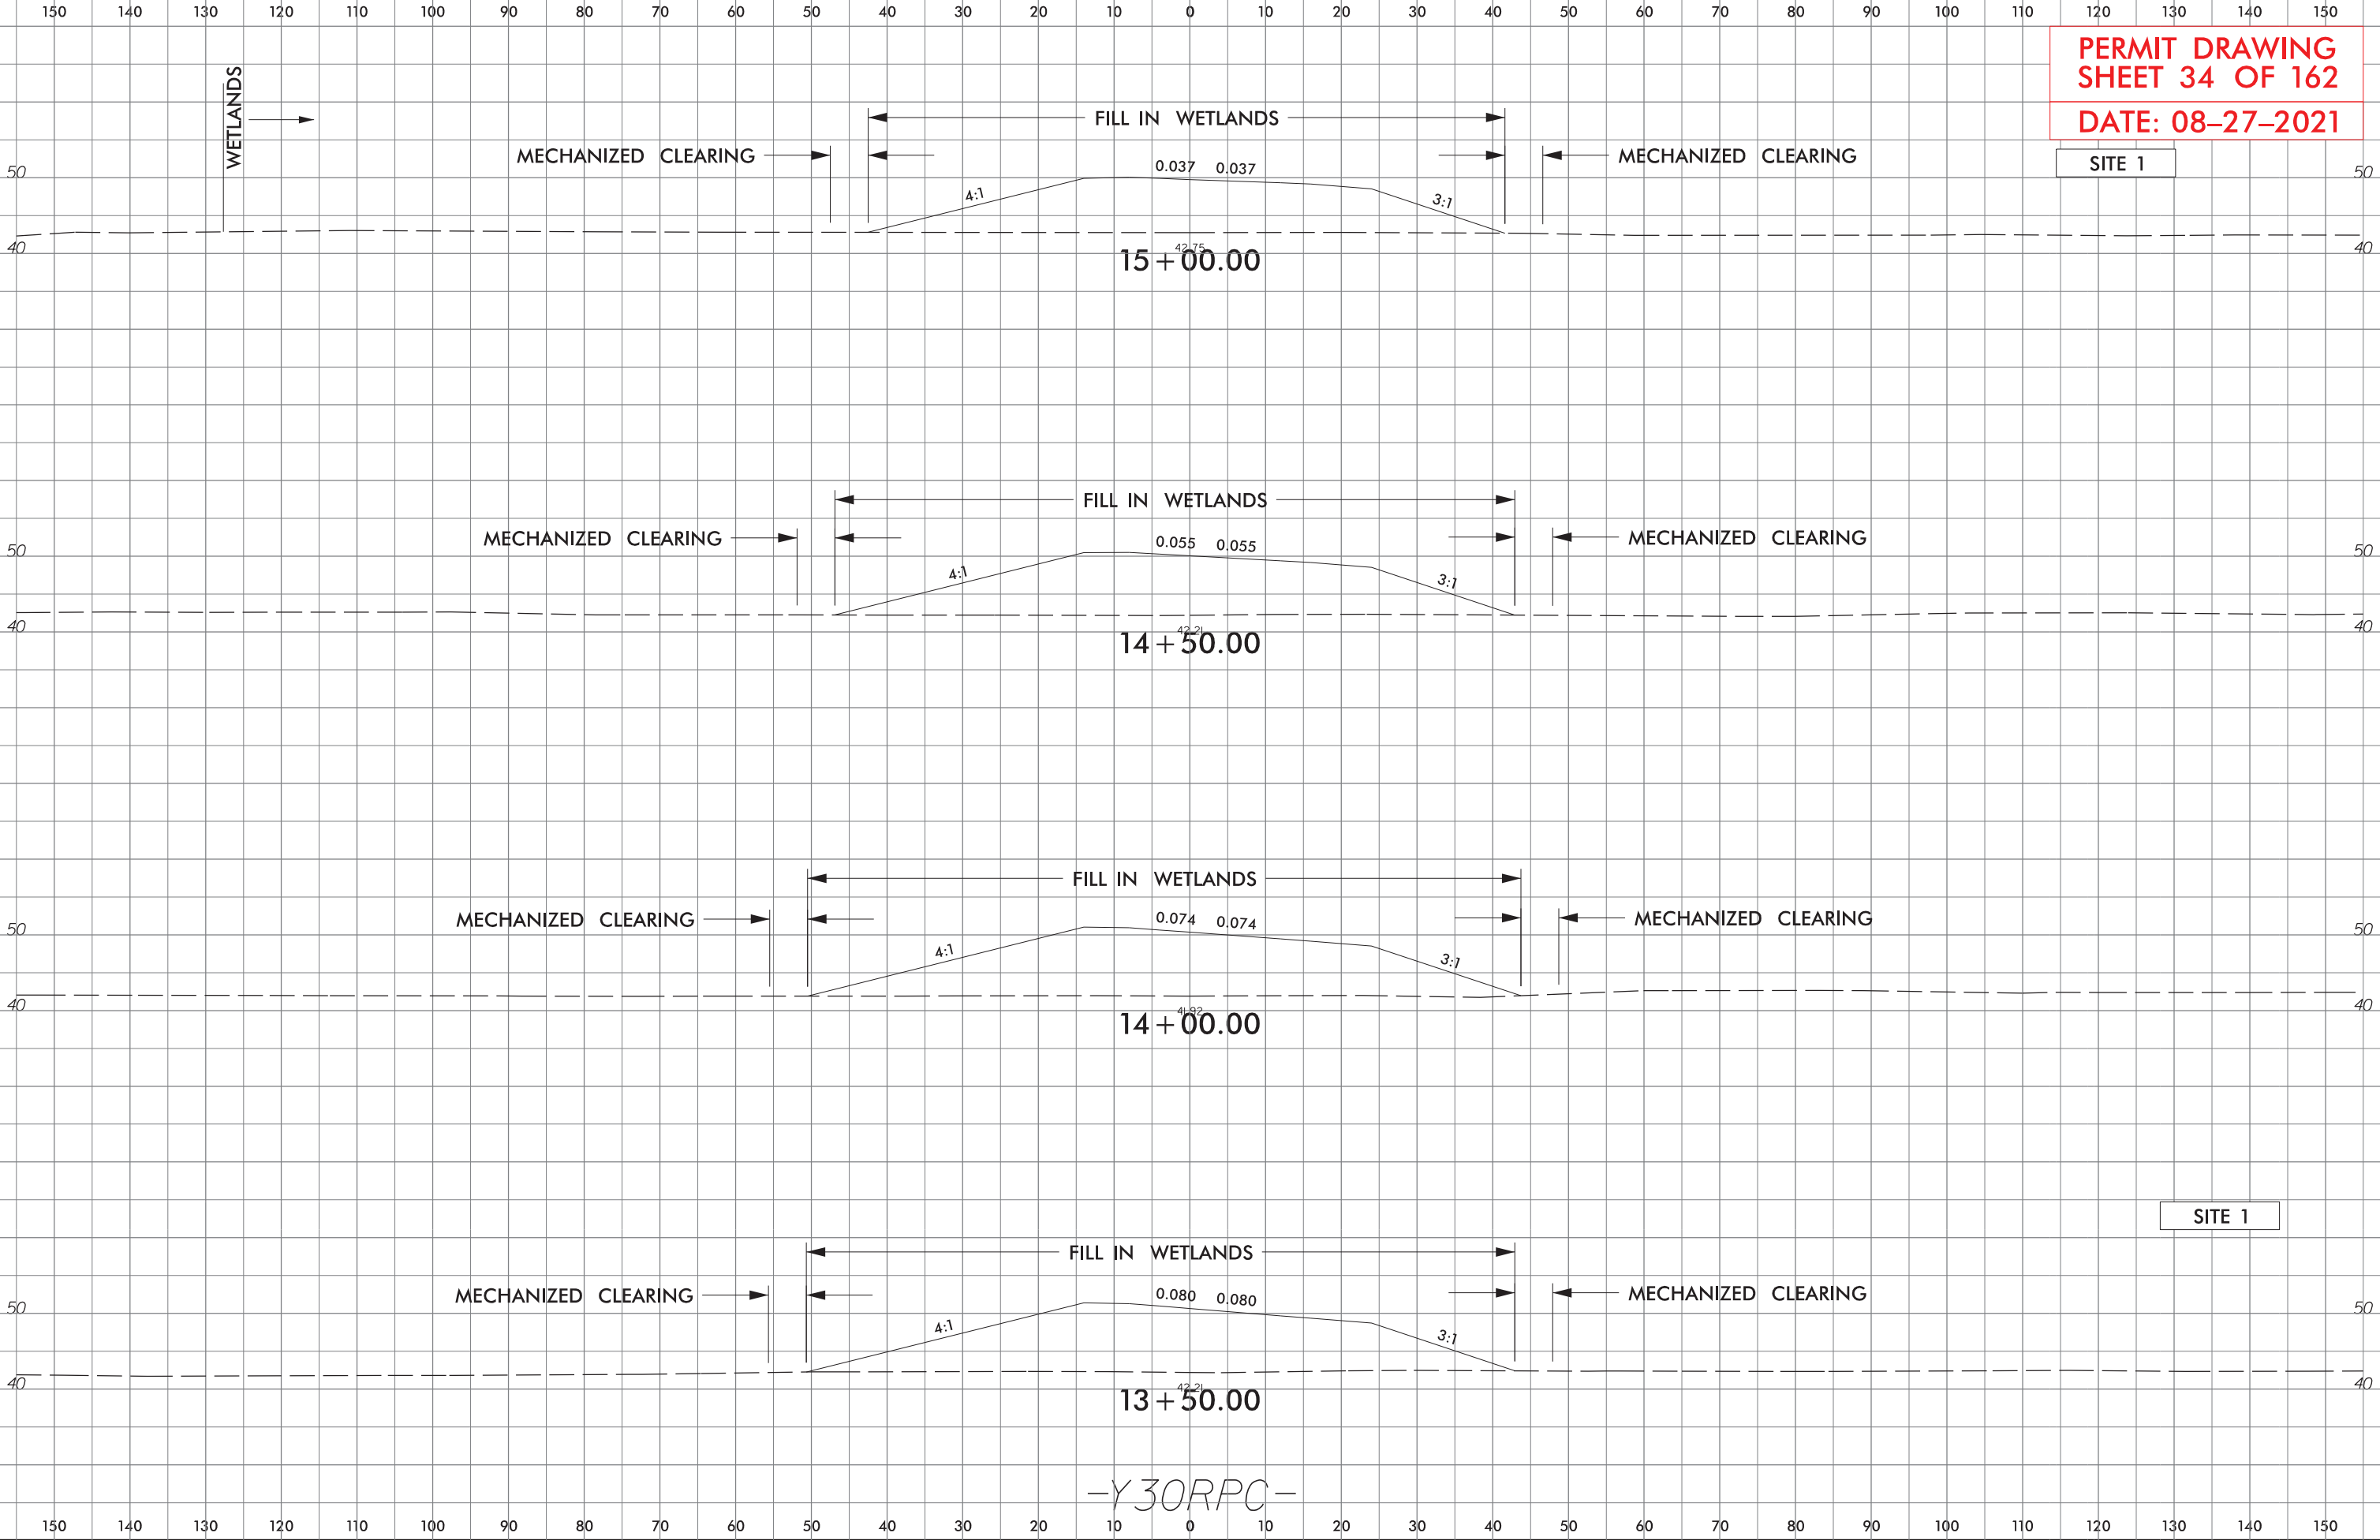 150 140 130 120 110 100 90 80 70 60 50 40 30 20 10 0 10 20 30 40 50 60 70 80 90 100 110 120 130 140 150
PERMIT DRAWING
SHEET 34 OF 162
DATE: 08–27–2021
SITE 1
WETLANDS
FILL IN WETLANDS
MECHANIZED CLEARING MECHANIZED CLEARING
50 4:1 0.037 0.037 3:1 50
40 42.75 40
15+00.00
FILL IN WETLANDS
MECHANIZED CLEARING MECHANIZED CLEARING
50 4:1 0.055 0.055 3:1 50
40 42.21 40
14+50.00
FILL IN WETLANDS
MECHANIZED CLEARING MECHANIZED CLEARING
50 4:1 0.074 0.074 3:1 50
40 41.92 40
14+00.00
SITE 1
FILL IN WETLANDS
MECHANIZED CLEARING MECHANIZED CLEARING
50 4:1 0.080 0.080 3:1 50
40 42.21 40
13+50.00
-Y30RPC-
150 140 130 120 110 100 90 80 70 60 50 40 30 20 10 0 10 20 30 40 50 60 70 80 90 100 110 120 130 140 150